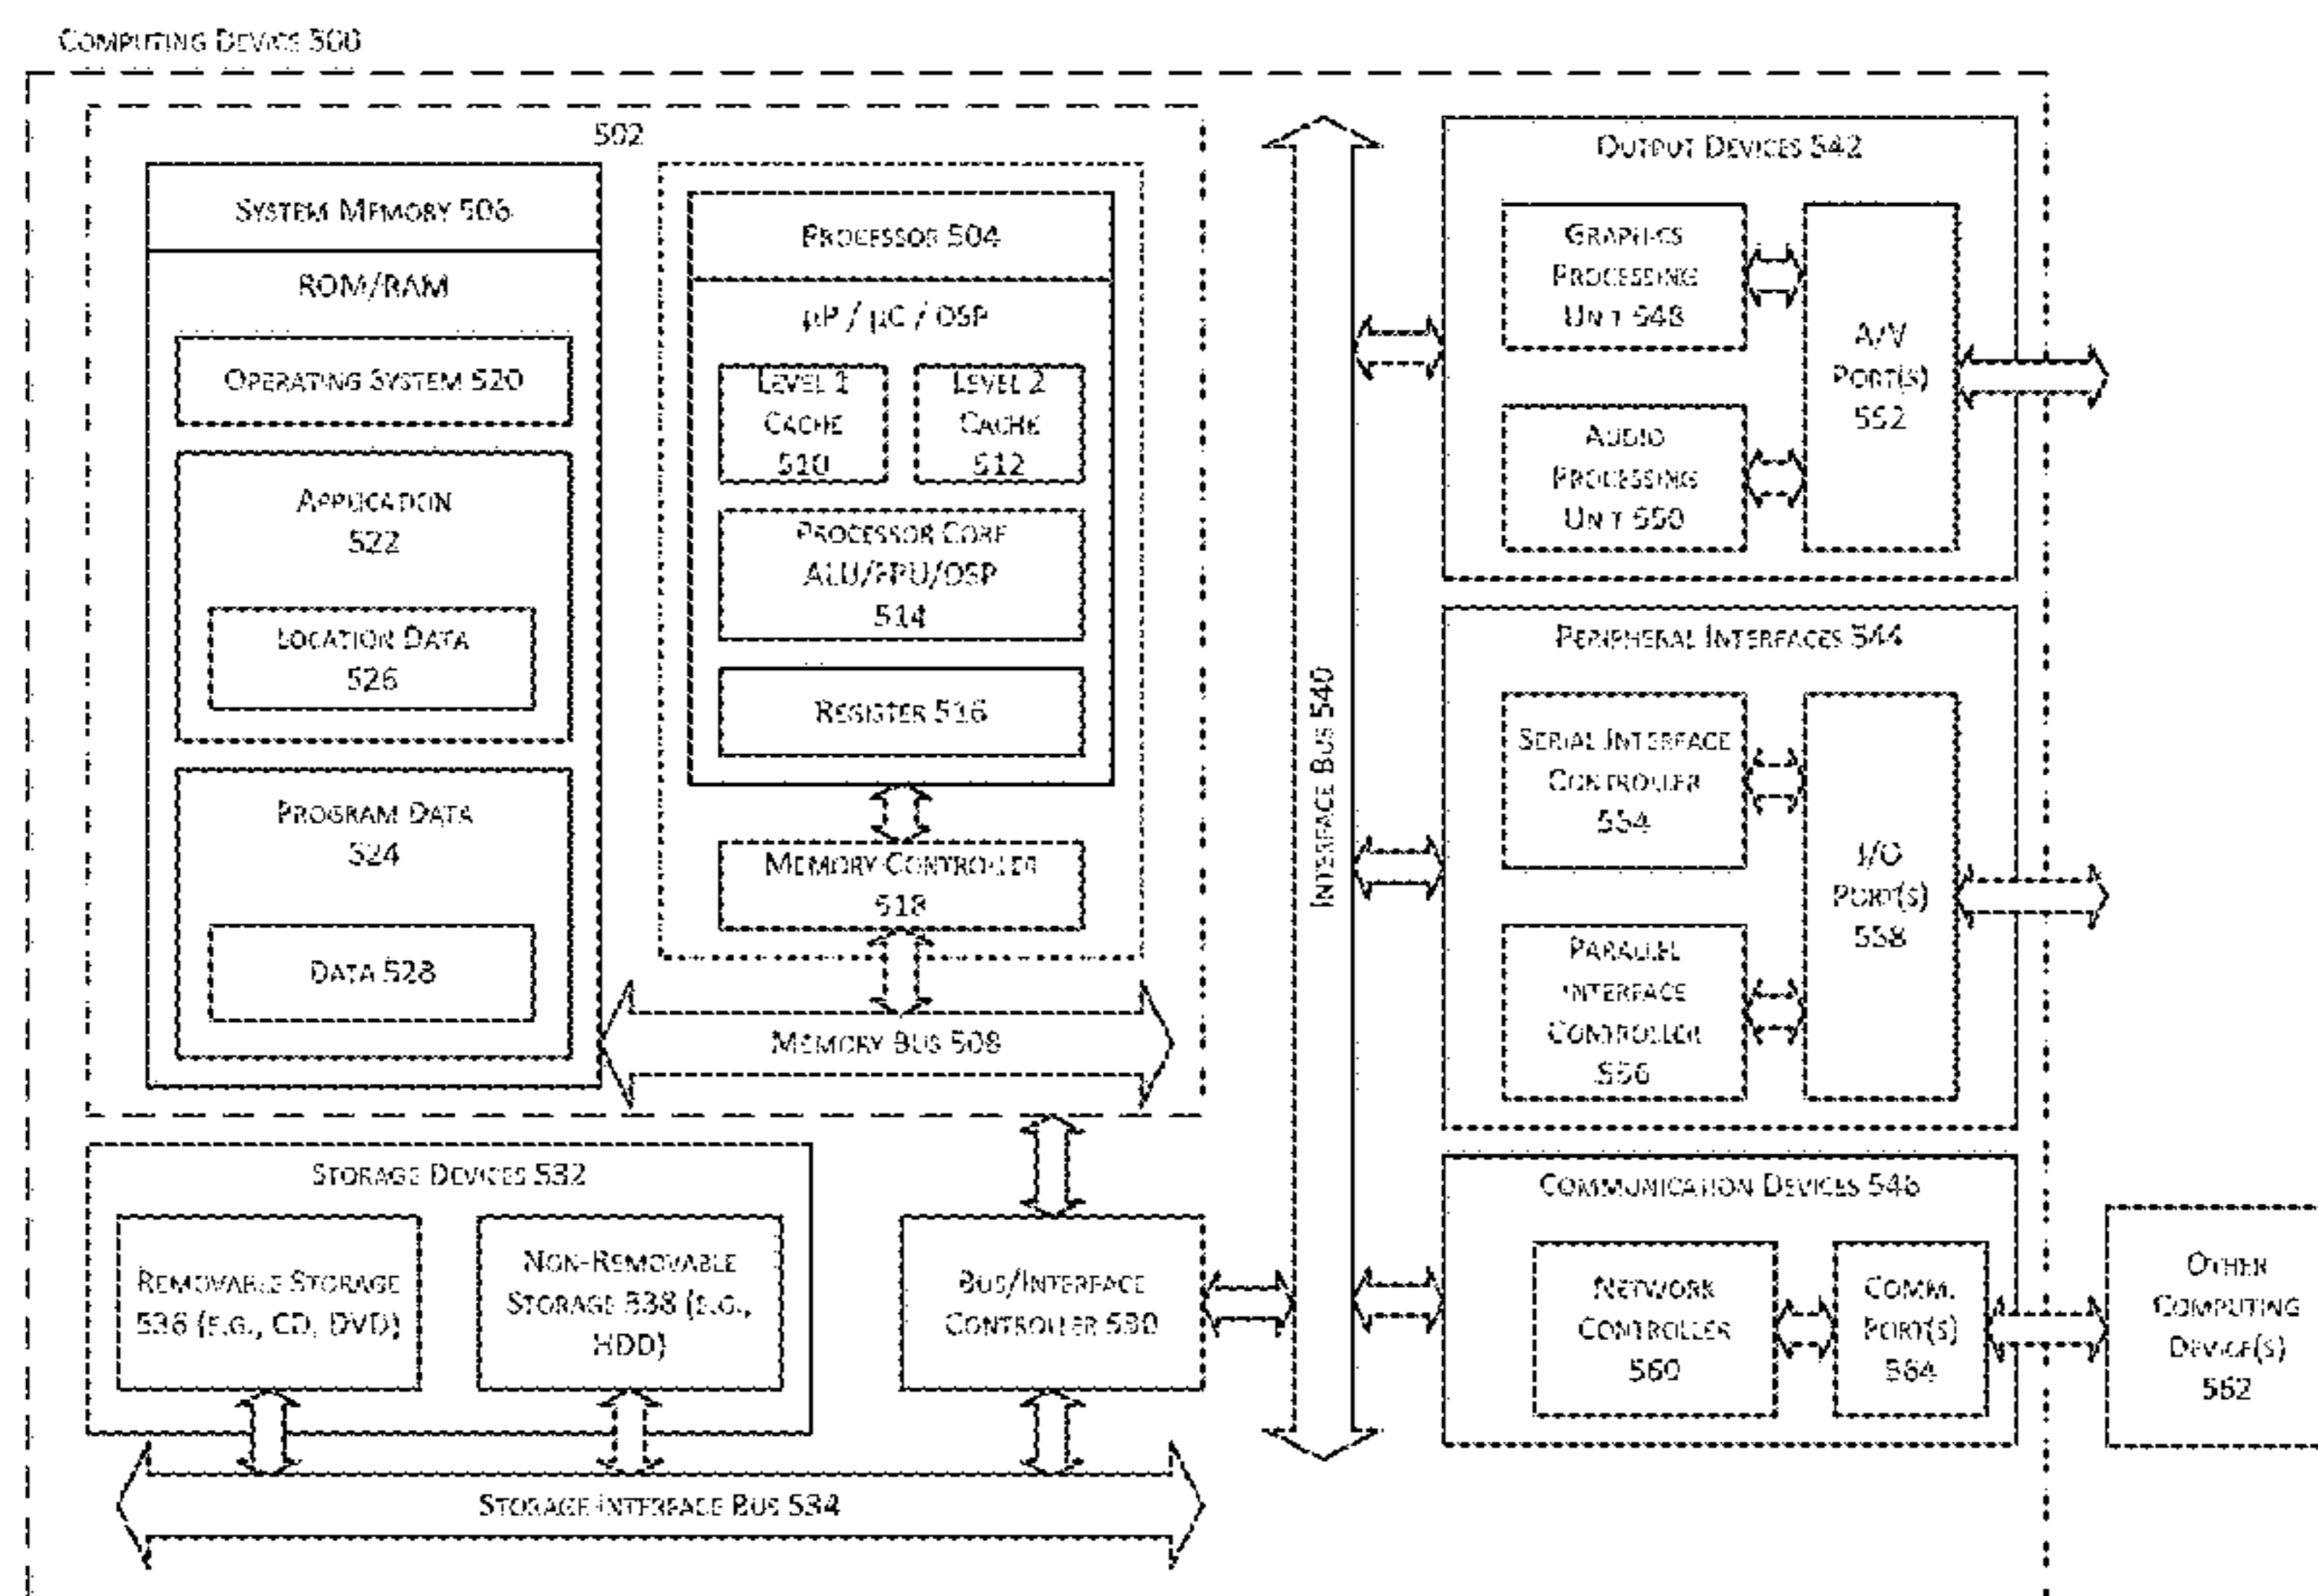 COMPUTING DEVICE 500
502
SYSTEM MEMORY 506
ROM/RAM
OPERATING SYSTEM 520
APPLICATION
522
LOCATION DATA
526
PROGRAM DATA
524
DATA 528
PROCESSOR 504
µP / µC / DSP
LEVEL 1
CACHE
510
LEVEL 2
CACHE
512
PROCESSOR CORE
ALU/FPU/DSP
514
REGISTER 516
MEMORY CONTROLLER
518
MEMORY BUS 508
STORAGE DEVICES 532
REMOVABLE STORAGE
536 (E.G., CD, DVD)
NON-REMOVABLE
STORAGE 538 (E.G.,
HDD)
BUS/INTERFACE
CONTROLLER 530
STORAGE INTERFACE BUS 534
INTERFACE BUS 540
OUTPUT DEVICES 542
GRAPHICS
PROCESSING
UNIT 548
AUDIO
PROCESSING
UNIT 550
A/V
PORT(S)
552
PERIPHERAL INTERFACES 544
SERIAL INTERFACE
CONTROLLER
554
PARALLEL
INTERFACE
CONTROLLER
556
I/O
PORT(S)
558
COMMUNICATION DEVICES 546
NETWORK
CONTROLLER
560
COMM.
PORT(S)
564
OTHER
COMPUTING
DEVICE(S)
562